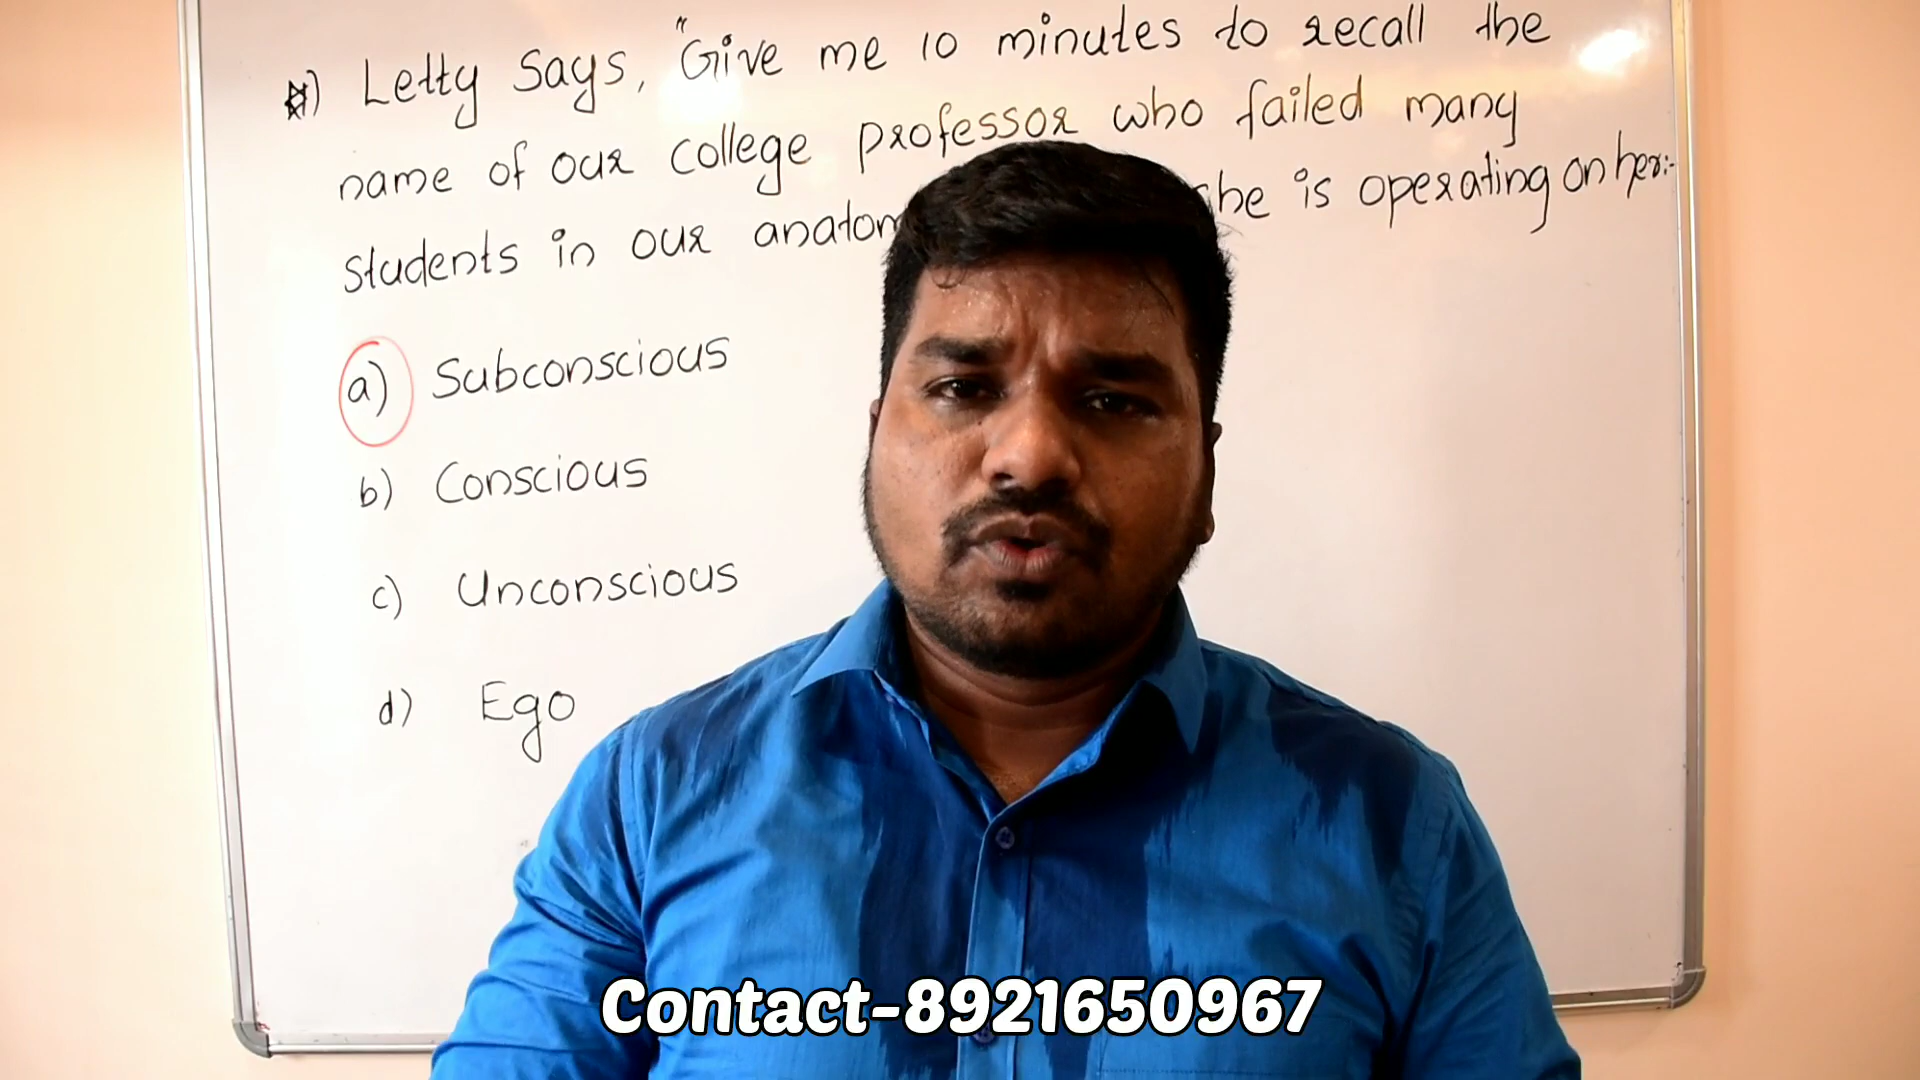 Letty Says, "Give me 10 minutes to recall the
name of our college professor who failed many
students in our anatom he is operating on her:-
a) Subconscious
b) Conscious
c) Unconscious
d) Ego
Contact-8921650967